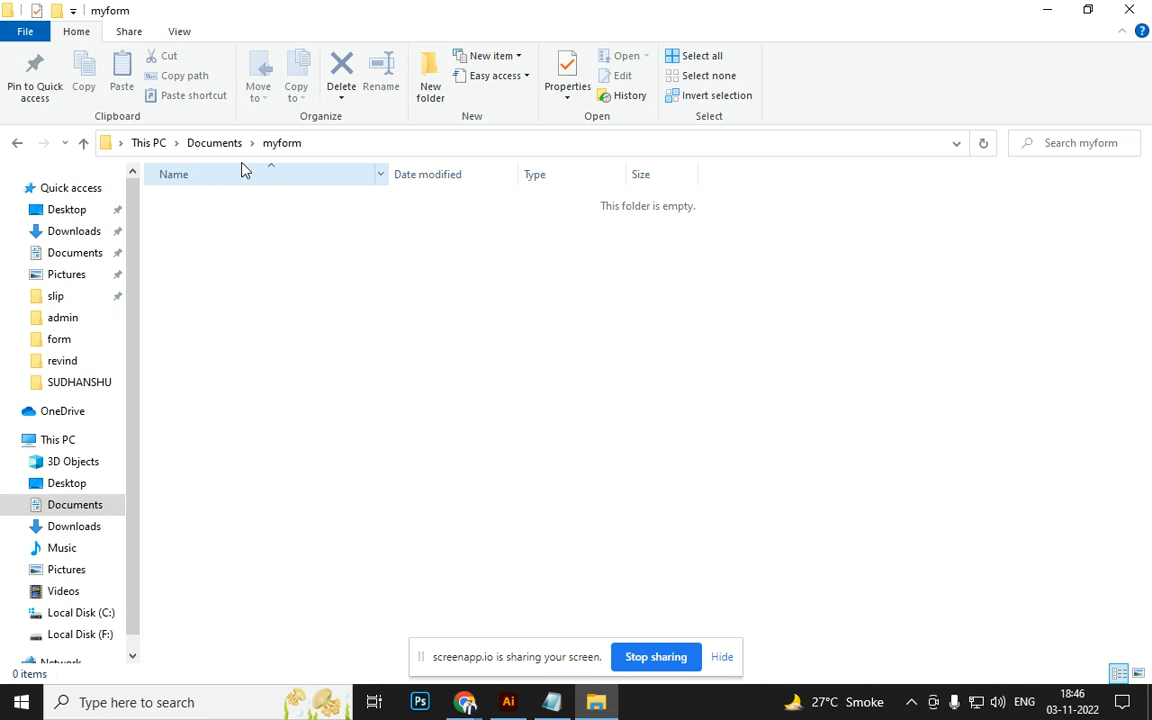 myform
File Home Share View
Pin to Quick access
Copy
Paste
Cut
Copy path
Paste shortcut
Clipboard
Move to
Copy to
Delete
Rename
Organize
New folder
New item
Easy access
New
Properties
Open
Edit
History
Open
Select all
Select none
Invert selection
Select
This PC > Documents > myform
Search myform
Name Date modified Type Size
This folder is empty.
Quick access
Desktop
Downloads
Documents
Pictures
slip
admin
form
revind
SUDHANSHU
OneDrive
This PC
3D Objects
Desktop
Documents
Downloads
Music
Pictures
Videos
Local Disk (C:)
Local Disk (F:)
Network
screenapp.io is sharing your screen. Stop sharing Hide
0 items
Type here to search
Ps
Ai
27°C Smoke
ENG
18:46
03-11-2022